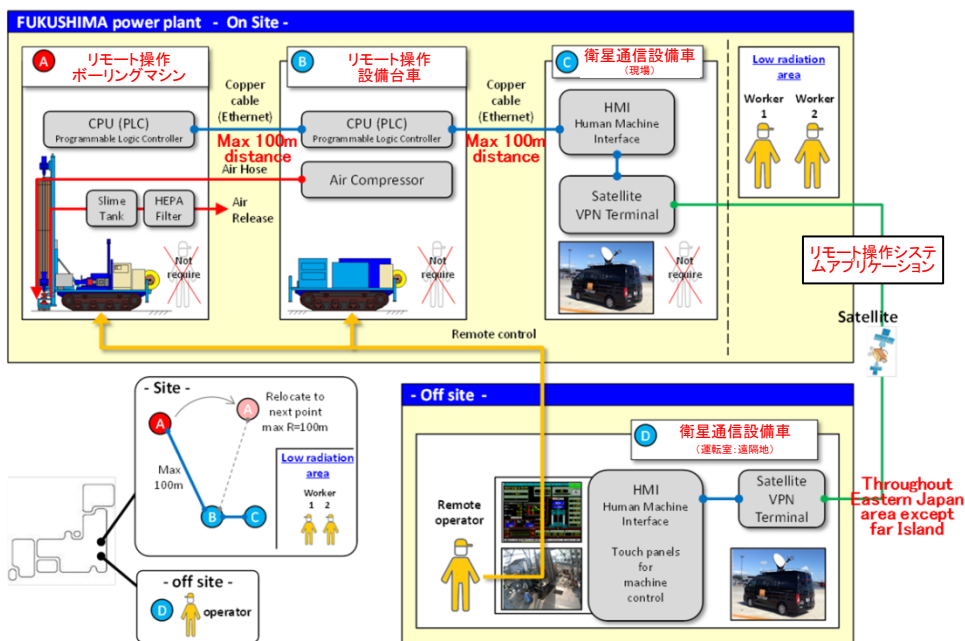 FUKUSHIMA power plant - On Site -
A
リモート操作
ボーリングマシン
CPU (PLC)
Programmable Logic Controller
Slime
Tank
HEPA
Filter
Air
Release
Not
require
Copper
cable
(Ethernet)
Max 100m
distance
Air Hose
B
リモート操作
設備台車
CPU (PLC)
Programmable Logic Controller
Air Compressor
Not
require
Copper
cable
(Ethernet)
Max 100m
distance
C
衛星通信設備車
(現場)
HMI
Human Machine
Interface
Satellite
VPN Terminal
Not
require
Low radiation
area
Worker
1
Worker
2
リモート操作システ
ムアプリケーション
Satellite
Remote control
- Site -
A
A
Relocate to
next point
max R=100m
Max
100m
B
C
Low radiation
area
Worker
1 2
- off site -
D
operator
- Off site -
D
衛星通信設備車
(運転室:遠隔地)
Remote
operator
HMI
Human Machine
Interface
Touch panels
for
machine
control
Satellite
VPN
Terminal
Throughout
Eastern Japan
area except
far Island